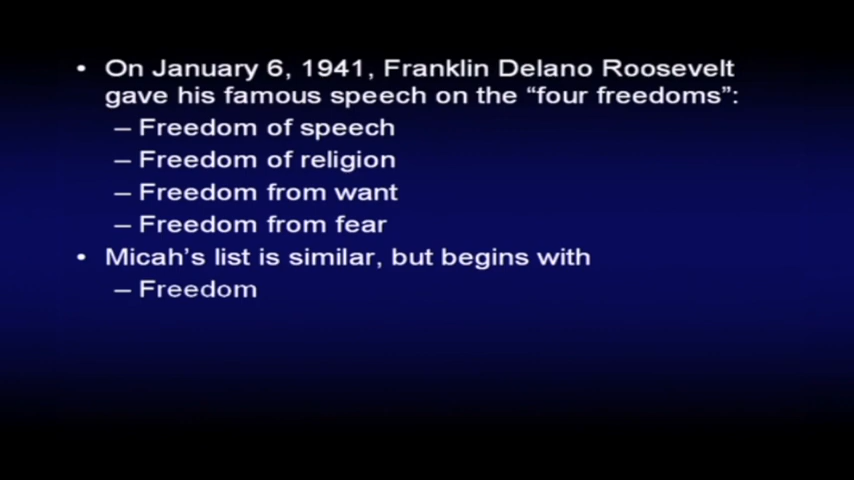 • On January 6, 1941, Franklin Delano Roosevelt
gave his famous speech on the “four freedoms”:
– Freedom of speech
– Freedom of religion
– Freedom from want
– Freedom from fear
• Micah’s list is similar, but begins with
– Freedom